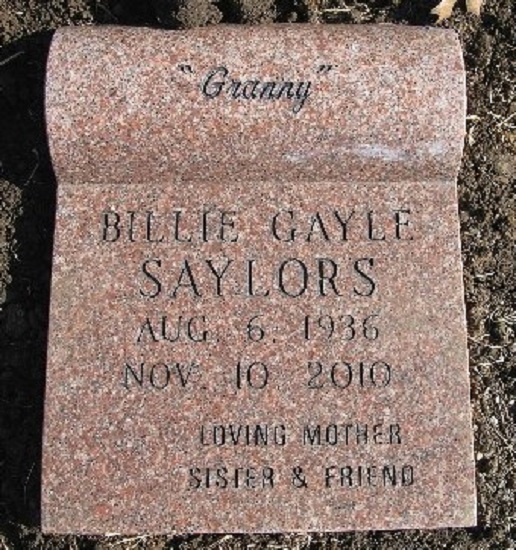 "Granny"
BILLIE GAYLE
SAYLORS
AUG. 6, 1936
NOV. 10, 2010
LOVING MOTHER
SISTER & FRIEND